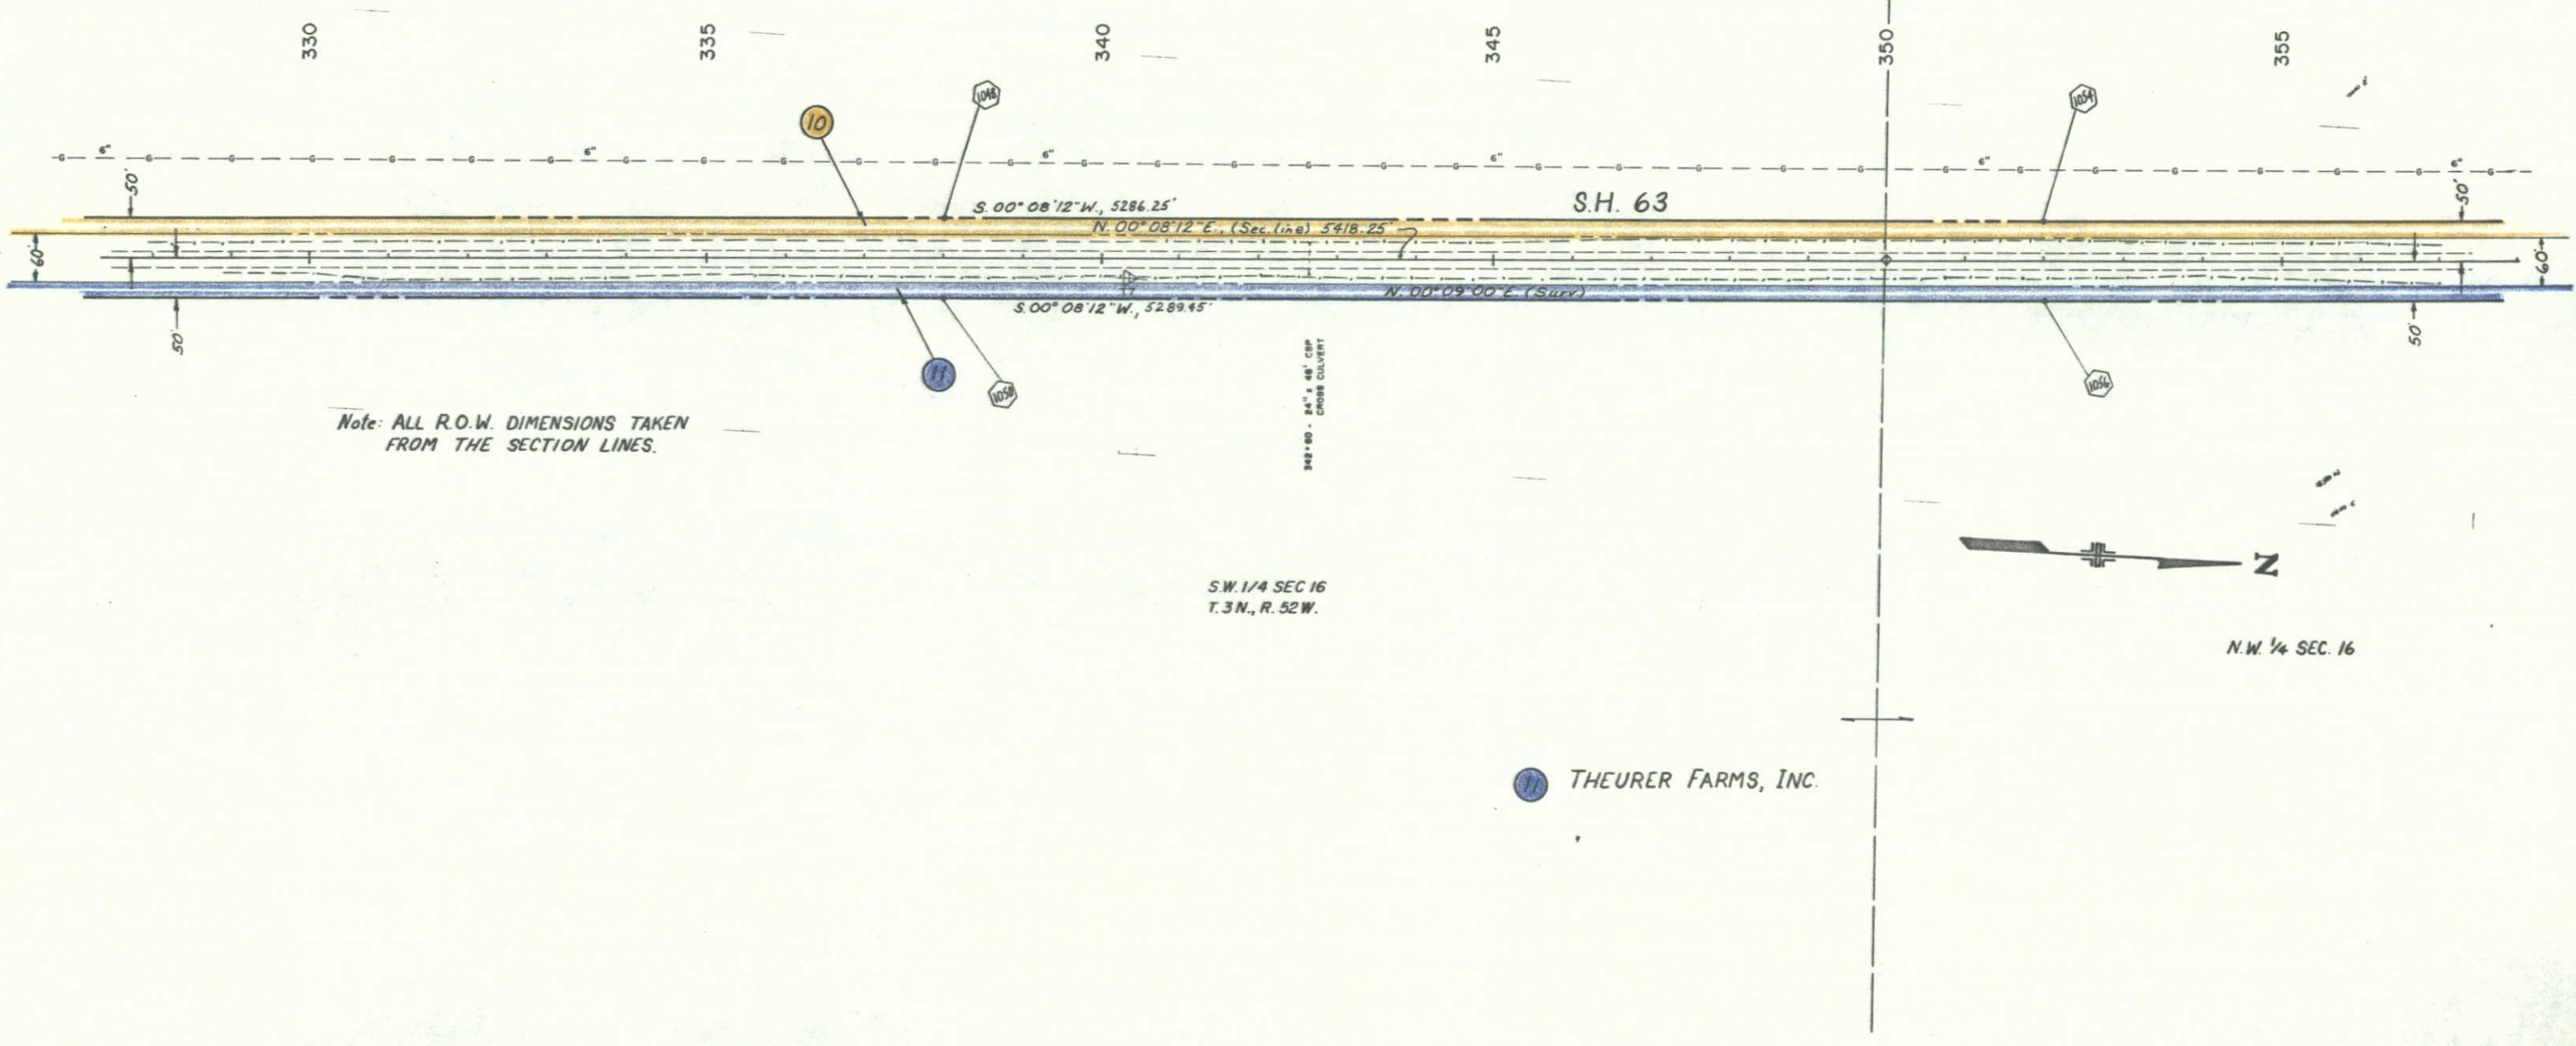 330
335
340
345
350
355
1048
1054
10
6"
6"
6"
6"
6"
6"
G G G G G G G G G G G G G G G G G G G G G G G G G G G G G G G
50'
50'
S. 00° 08' 12" W., 5286.25'
S.H. 63
N. 00° 08' 12" E., (Sec. line) 5418.25'
60'
60'
N. 00° 09' 00" E. (Surv)
S. 00° 08' 12" W., 5289.45'
50'
50'
11
1050
1056
342+60 - 24" x 48' CSP
CROSS CULVERT
Note: ALL R.O.W. DIMENSIONS TAKEN
FROM THE SECTION LINES.
N
S.W. 1/4 SEC 16
T. 3 N., R. 52 W.
N.W. 1/4 SEC. 16
11 THEURER FARMS, INC.